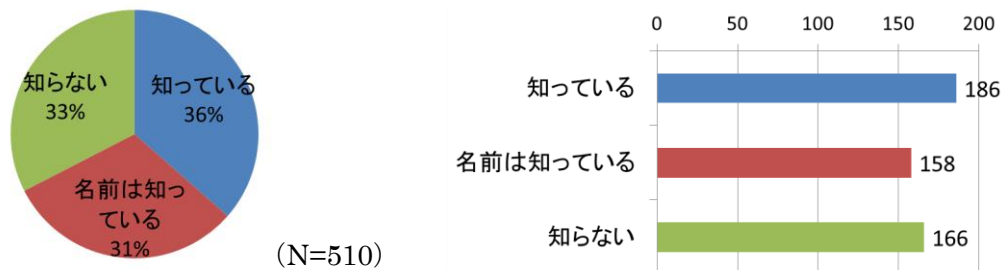 知らない
33%
知っている
36%
名前は知っ
ている
31%
(N=510)
0 50 100 150 200
知っている 186
名前は知っている 158
知らない 166